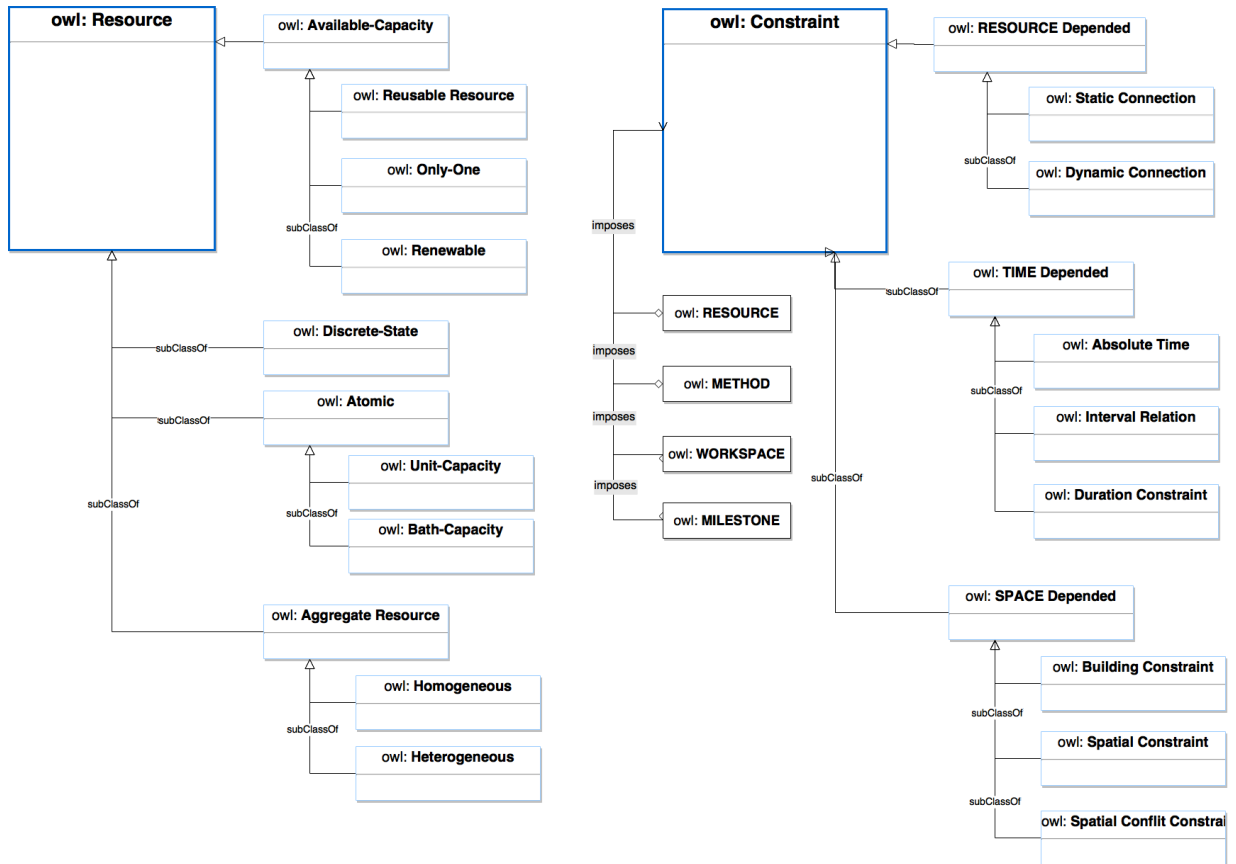 owl: Resource
owl: Available-Capacity
owl: Reusable Resource
owl: Only-One
subClassOf
owl: Renewable
owl: Discrete-State
subClassOf
owl: Atomic
subClassOf
owl: Unit-Capacity
subClassOf
owl: Bath-Capacity
subClassOf
owl: Aggregate Resource
owl: Homogeneous
subClassOf
owl: Heterogeneous
owl: Constraint
owl: RESOURCE Depended
owl: Static Connection
subClassOf
owl: Dynamic Connection
imposes
owl: RESOURCE
imposes
owl: METHOD
imposes
owl: WORKSPACE
imposes
owl: MILESTONE
owl: TIME Depended
subClassOf
owl: Absolute Time
subClassOf
owl: Interval Relation
owl: Duration Constraint
subClassOf
owl: SPACE Depended
owl: Building Constraint
subClassOf
owl: Spatial Constraint
subClassOf
owl: Spatial Conflit Constrai